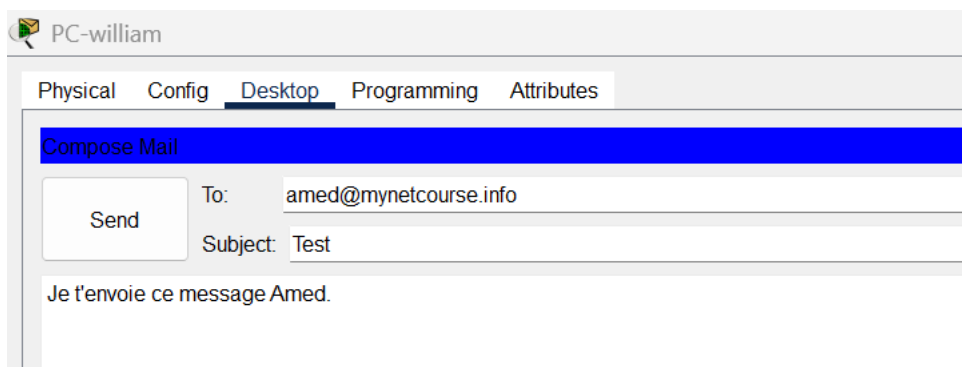 PC-william
Physical Config Desktop Programming Attributes
Compose Mail
Send
To: amed@mynetcourse.info
Subject: Test
Je t'envoie ce message Amed.